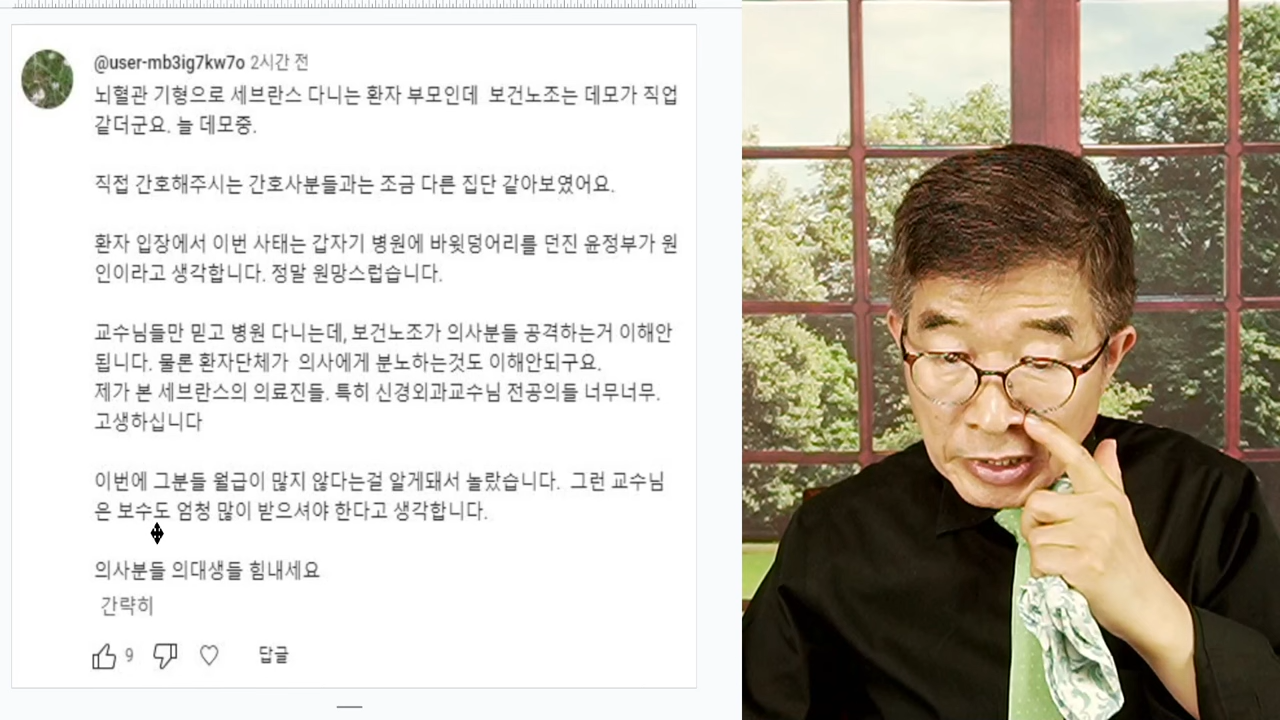 @user-mb3ig7kw7o 2시간 전
뇌혈관 기형으로 세브란스 다니는 환자 부모인데 보건노조는 데모가 직업
같더군요. 늘 데모중.
직접 간호해주시는 간호사분들과는 조금 다른 집단 같아보였어요.
환자 입장에서 이번 사태는 갑자기 병원에 바윗덩어리를 던진 윤정부가 원
인이라고 생각합니다. 정말 원망스럽습니다.
교수님들만 믿고 병원 다니는데, 보건노조가 의사분들 공격하는거 이해안
됩니다. 물론 환자단체가 의사에게 분노하는것도 이해안되구요.
제가 본 세브란스의 의료진들. 특히 신경외과교수님 전공의들 너무너무.
고생하십니다
이번에 그분들 월급이 많지 않다는걸 알게돼서 놀랐습니다. 그런 교수님
은 보수도 엄청 많이 받으셔야 한다고 생각합니다.
의사분들 의대생들 힘내세요
간략히
9 답글